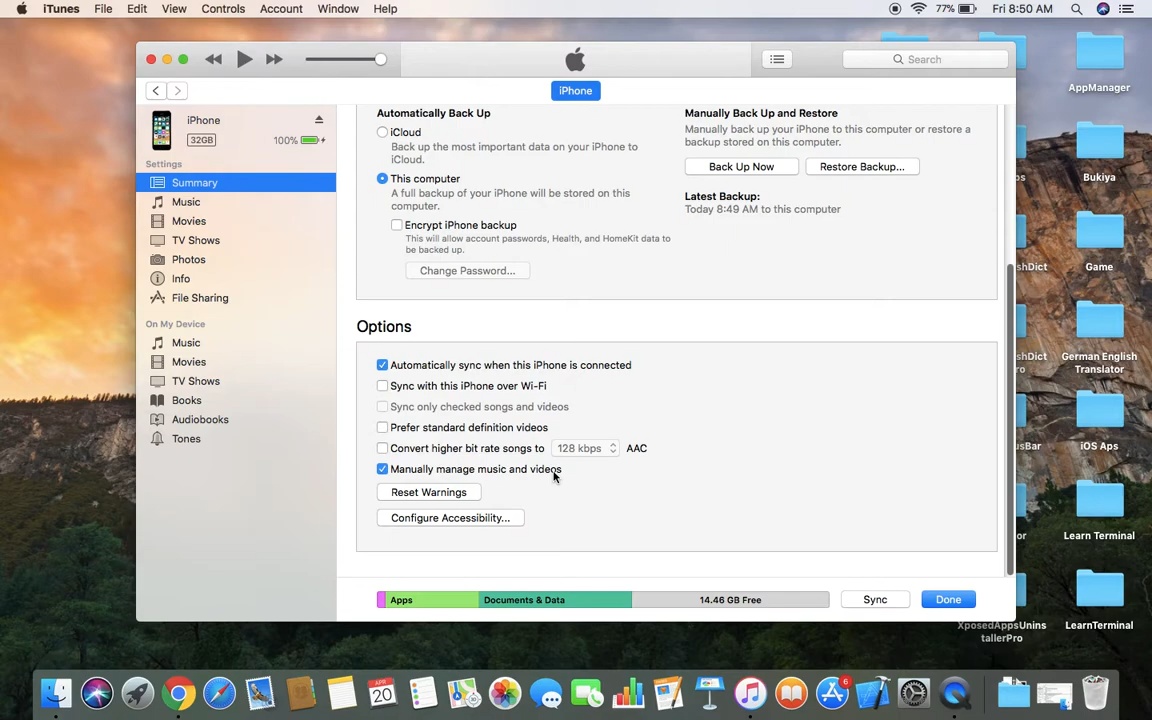 iTunes File Edit View Controls Account Window Help 77% Fri 8:50 AM
Search
iPhone
iPhone
32GB
100%
Settings
Summary
Music
Movies
TV Shows
Photos
Info
File Sharing
On My Device
Music
Movies
TV Shows
Books
Audiobooks
Tones
Automatically Back Up
iCloud
Back up the most important data on your iPhone to
iCloud.
This computer
A full backup of your iPhone will be stored on this
computer.
Encrypt iPhone backup
This will allow account passwords, Health, and HomeKit data to
be backed up.
Change Password...
Manually Back Up and Restore
Manually back up your iPhone to this computer or restore a
backup stored on this computer.
Back Up Now Restore Backup...
Latest Backup:
Today 8:49 AM to this computer
Options
Automatically sync when this iPhone is connected
Sync with this iPhone over Wi-Fi
Sync only checked songs and videos
Prefer standard definition videos
Convert higher bit rate songs to 128 kbps AAC
Manually manage music and videos
Reset Warnings
Configure Accessibility...
Apps Documents & Data 14.46 GB Free Sync Done
AppManager
Bukiya
Game
German English
Translator
iOS Apps
Learn Terminal
LearnTerminal
XposedAppsUnins
tallerPro
APR
20
6